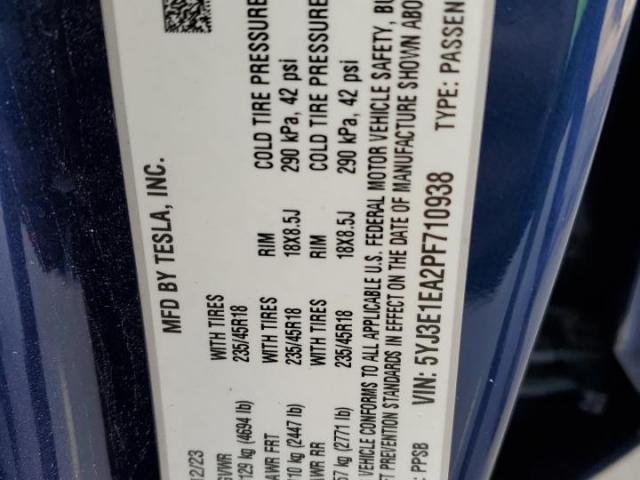 MFD BY TESLA, INC.
12/23
GVWR
129 kg (4694 lb)
WITH TIRES
235/45R18
AWR FRT
110 kg (2447 lb)
WITH TIRES
235/45R18
RIM
18X8.5J
COLD TIRE PRESSURE
290 kPa, 42 psi
AWR RR
57 kg (2771 lb)
WITH TIRES
235/45R18
RIM
18X8.5J
COLD TIRE PRESSURE
290 kPa, 42 psi
VEHICLE CONFORMS TO ALL APPLICABLE U.S. FEDERAL MOTOR VEHICLE SAFETY, BU
FT PREVENTION STANDARDS IN EFFECT ON THE DATE OF MANUFACTURE SHOWN ABO
: PPSB
VIN: 5YJ3E1EA2PF710938
TYPE: PASSEN